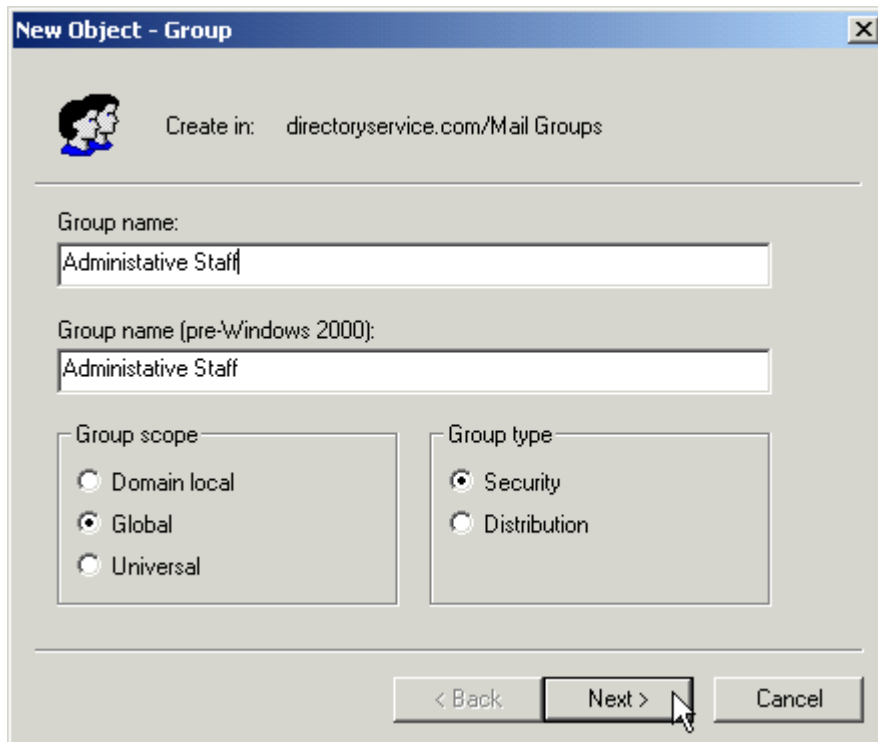 New Object - Group
Create in: directoryservice.com/Mail Groups
Group name:
Administative Staff
Group name (pre-Windows 2000):
Administative Staff
Group scope
Domain local
Global
Universal
Group type
Security
Distribution
< Back
Next >
Cancel